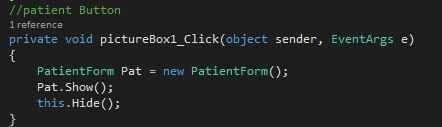 //patient Button
1 reference
private void pictureBox1_Click(object sender, EventArgs e)
{
PatientForm Pat = new PatientForm();
Pat.Show();
this.Hide();
}